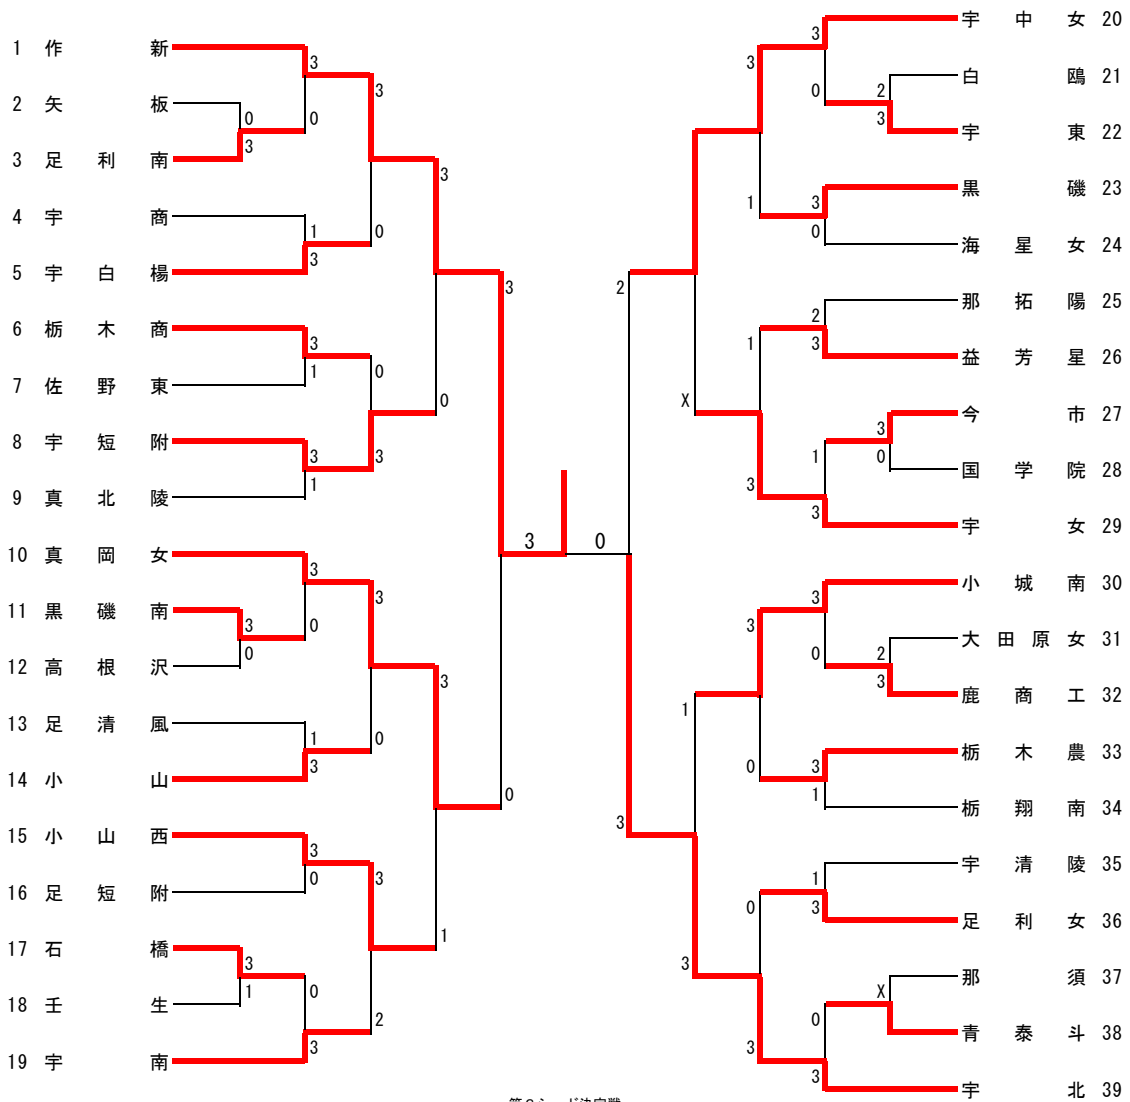 1 作新
2 矢板
3 足利南
4 宇商
5 宇白楊
6 栃木商
7 佐野東
8 宇短附
9 真北陵
10 真岡女
11 黒磯南
12 高根沢
13 足清風
14 小山
15 小山西
16 足短附
17 石橋
18 壬生
19 宇南
3
0
3
0
1
3
3
1
3
1
3
3
0
0
1
3
3
0
3
1
0
3
3
0
0
3
3
0
3
2
3
0
3
1
3
0
3
0
2
3
3
X
1
3
3
1
1
3
3
0
0
3
3
0
2
3
3
0
2
3
1
3
0
3
0
2
3
3
1
1
3
0
3
X
宇中女 20
白鴎 21
宇東 22
黒磯 23
海星女 24
那拓陽 25
益芳星 26
今市 27
国学院 28
宇女 29
小城南 30
大田原女 31
鹿商工 32
栃木農 33
栃翔南 34
宇清陵 35
足利女 36
那須 37
青泰斗 38
宇北 39